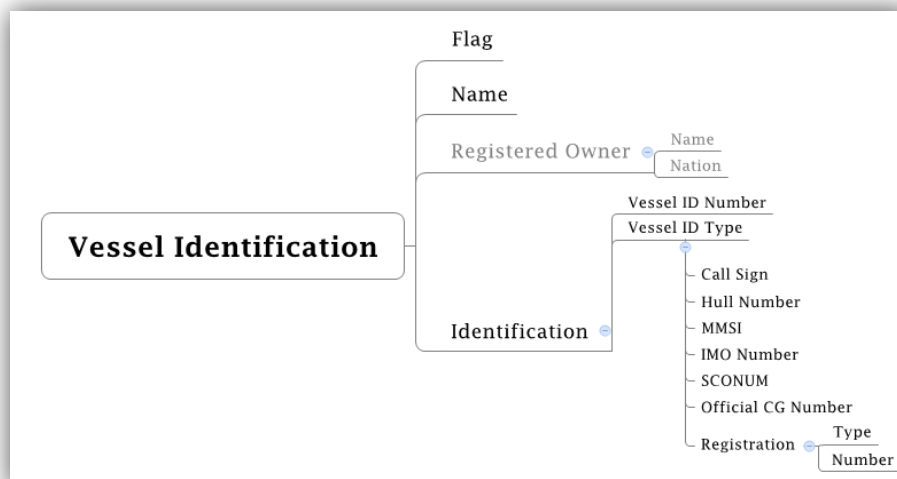 Flag
Name
Registered Owner
Name
Nation
Vessel Identification
Vessel ID Number
Vessel ID Type
Call Sign
Hull Number
MMSI
IMO Number
SCONUM
Official CG Number
Registration
Type
Number
Identification